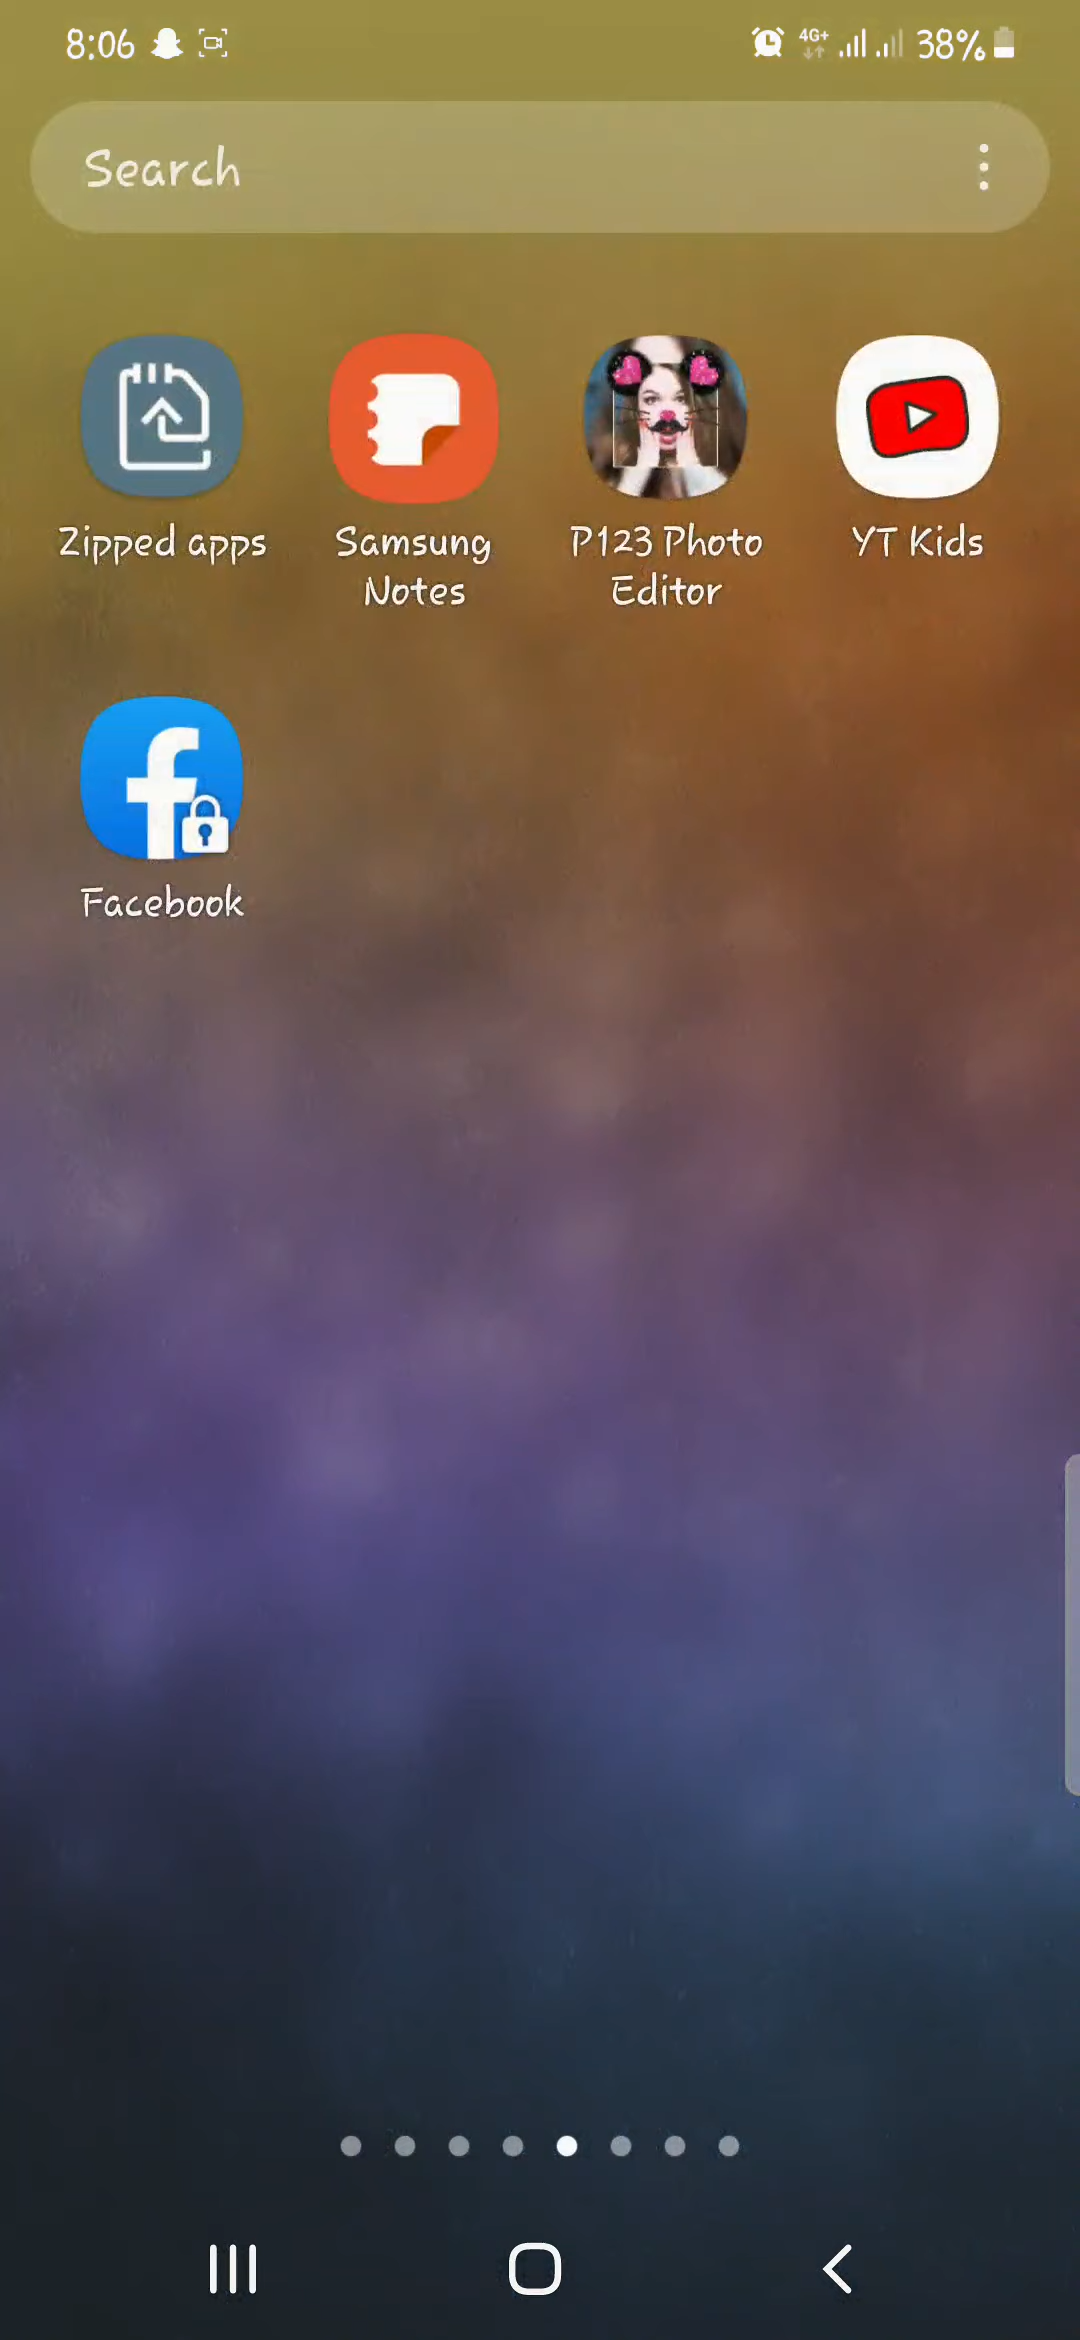 8:06 4G+ 38%
Search
Zipped apps
Samsung
Notes
P123 Photo
Editor
YT Kids
Facebook